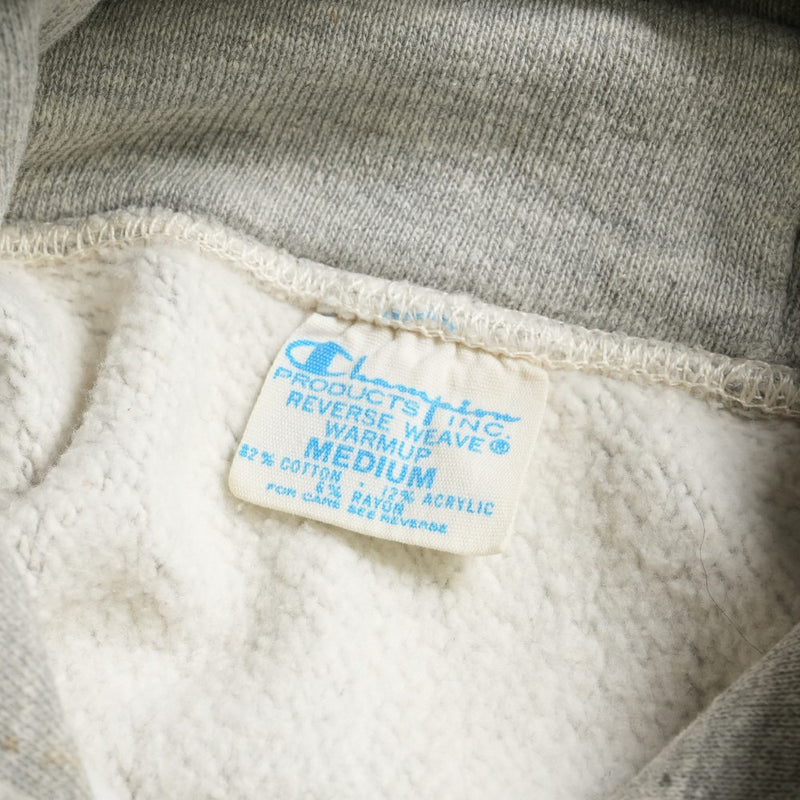 Champion
PRODUCTS INC.
REVERSE WEAVE ®
WARMUP
MEDIUM
82% COTTON · 12% ACRYLIC
6% RAYON
FOR CARE SEE REVERSE